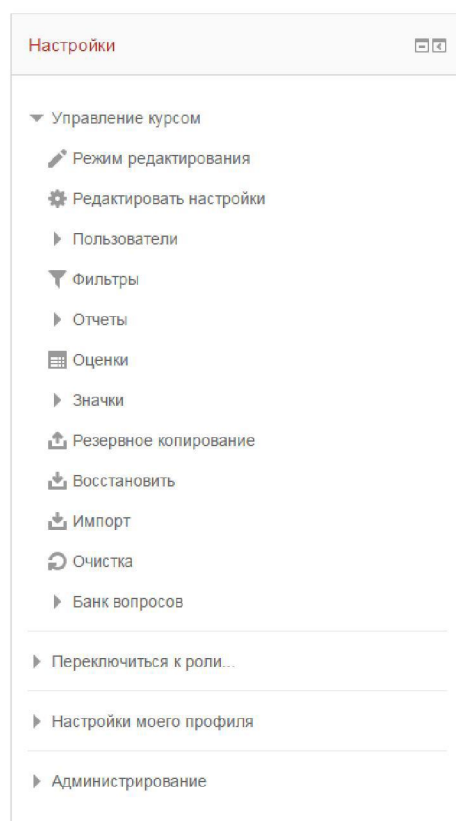 Настройки
Управление курсом
Режим редактирования
Редактировать настройки
Пользователи
Фильтры
Отчеты
Оценки
Значки
Резервное копирование
Восстановить
Импорт
Очистка
Банк вопросов
Переключиться к роли...
Настройки моего профиля
Администрирование